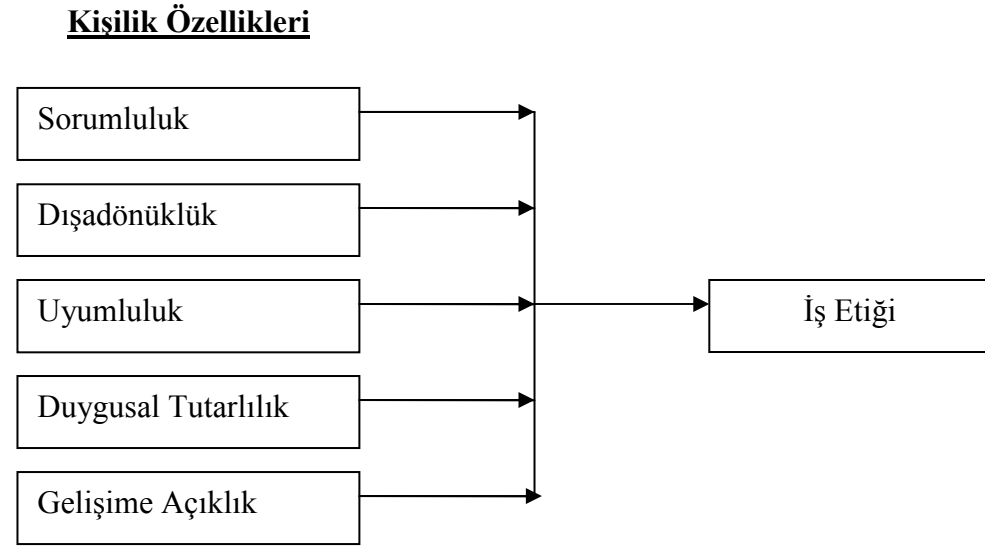 Kişilik Özellikleri
Sorumluluk
Dışadönüklük
Uyumluluk
İş Etiği
Duygusal Tutarlılık
Gelişime Açıklık